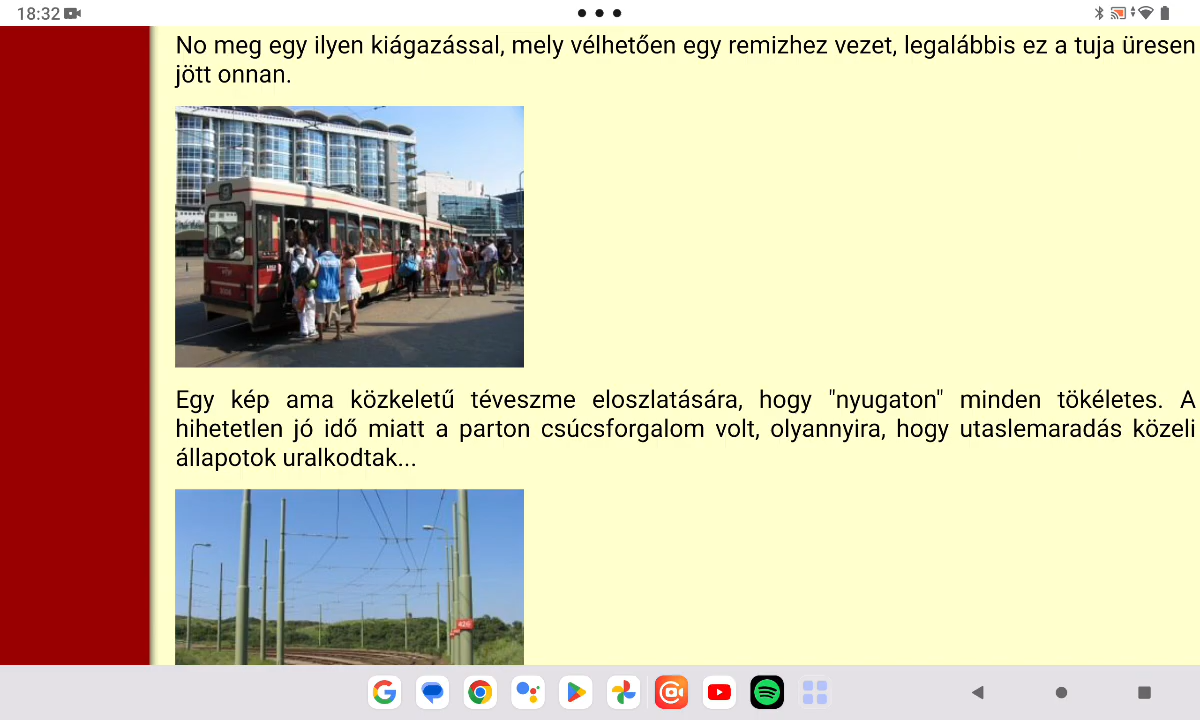 18:32
No meg egy ilyen kiágazással, mely vélhetően egy remizhez vezet, legalábbis ez a tuja üresen
jött onnan.
Egy kép ama közkeletű téveszme eloszlatására, hogy "nyugaton" minden tökéletes. A
hihetetlen jó idő miatt a parton csúcsforgalom volt, olyannyira, hogy utaslemaradás közeli
állapotok uralkodtak...
426